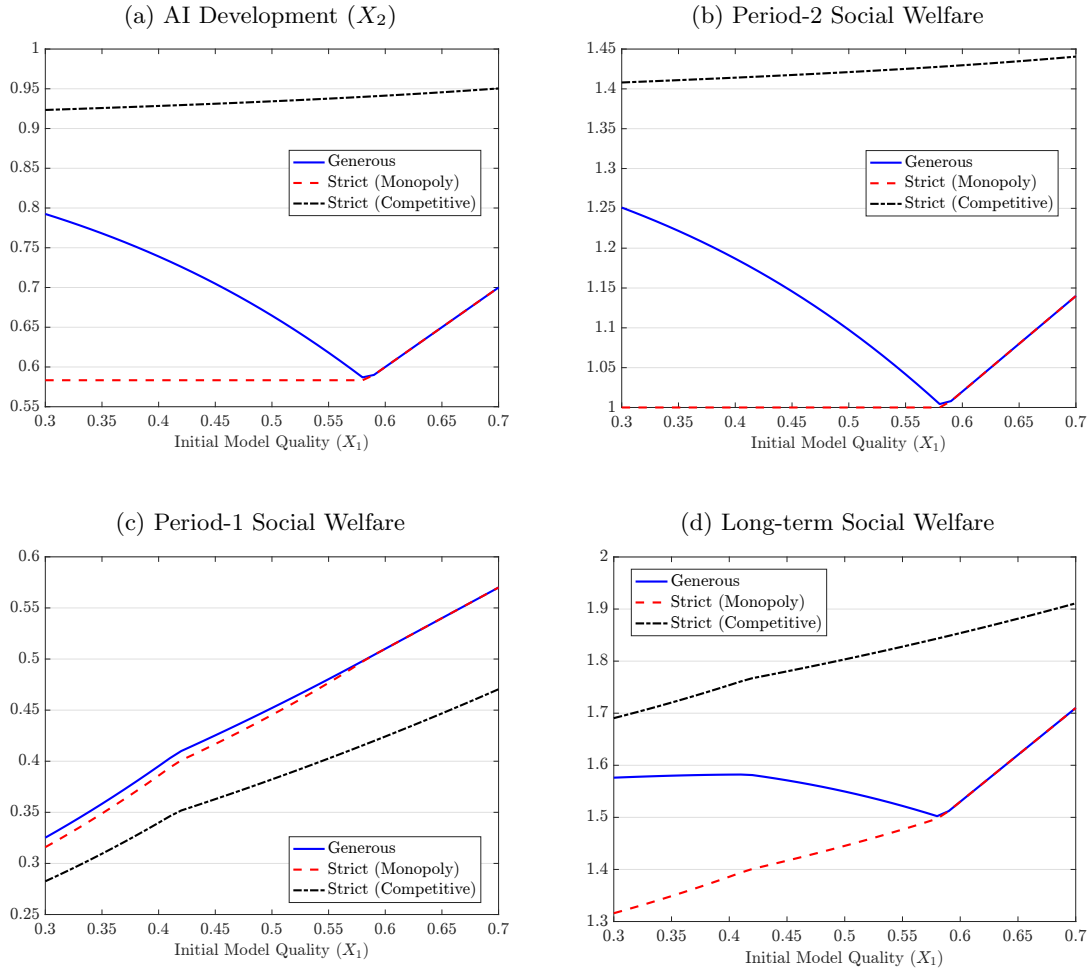 (a) AI Development (X₂)
1
0.95
0.9
0.85
0.8
0.75
0.7
0.65
0.6
0.55
0.3 0.35 0.4 0.45 0.5 0.55 0.6 0.65 0.7
Initial Model Quality (X₁)
Generous
Strict (Monopoly)
Strict (Competitive)
(b) Period-2 Social Welfare
1.45
1.4
1.35
1.3
1.25
1.2
1.15
1.1
1.05
1
0.3 0.35 0.4 0.45 0.5 0.55 0.6 0.65 0.7
Initial Model Quality (X₁)
Generous
Strict (Monopoly)
Strict (Competitive)
(c) Period-1 Social Welfare
0.6
0.55
0.5
0.45
0.4
0.35
0.3
0.25
0.3 0.35 0.4 0.45 0.5 0.55 0.6 0.65 0.7
Initial Model Quality (X₁)
Generous
Strict (Monopoly)
Strict (Competitive)
(d) Long-term Social Welfare
2
1.9
1.8
1.7
1.6
1.5
1.4
1.3
0.3 0.35 0.4 0.45 0.5 0.55 0.6 0.65 0.7
Initial Model Quality (X₁)
Generous
Strict (Monopoly)
Strict (Competitive)